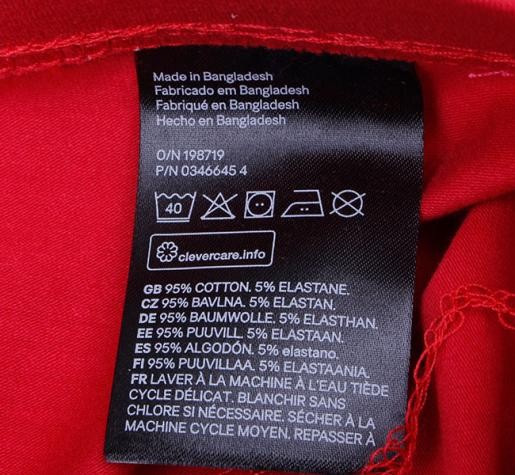 Made in Bangladesh
Fabricado em Bangladesh
Fabriqué en Bangladesh
Hecho en Bangladesh
O/N 198719
P/N 0346645 4
40
clevercare.info
GB 95% COTTON. 5% ELASTANE.
CZ 95% BAVLNA. 5% ELASTAN.
DE 95% BAUMWOLLE. 5% ELASTHAN.
EE 95% PUUVILL. 5% ELASTAAN.
ES 95% ALGODÓN. 5% elastano.
FI 95% PUUVILLAA. 5% ELASTAANIA.
FR LAVER À LA MACHINE À L'EAU TIÈDE
CYCLE DÉLICAT. BLANCHIR SANS
CHLORE SI NÉCESSAIRE. SÉCHER À LA
MACHINE CYCLE MOYEN. REPASSER À